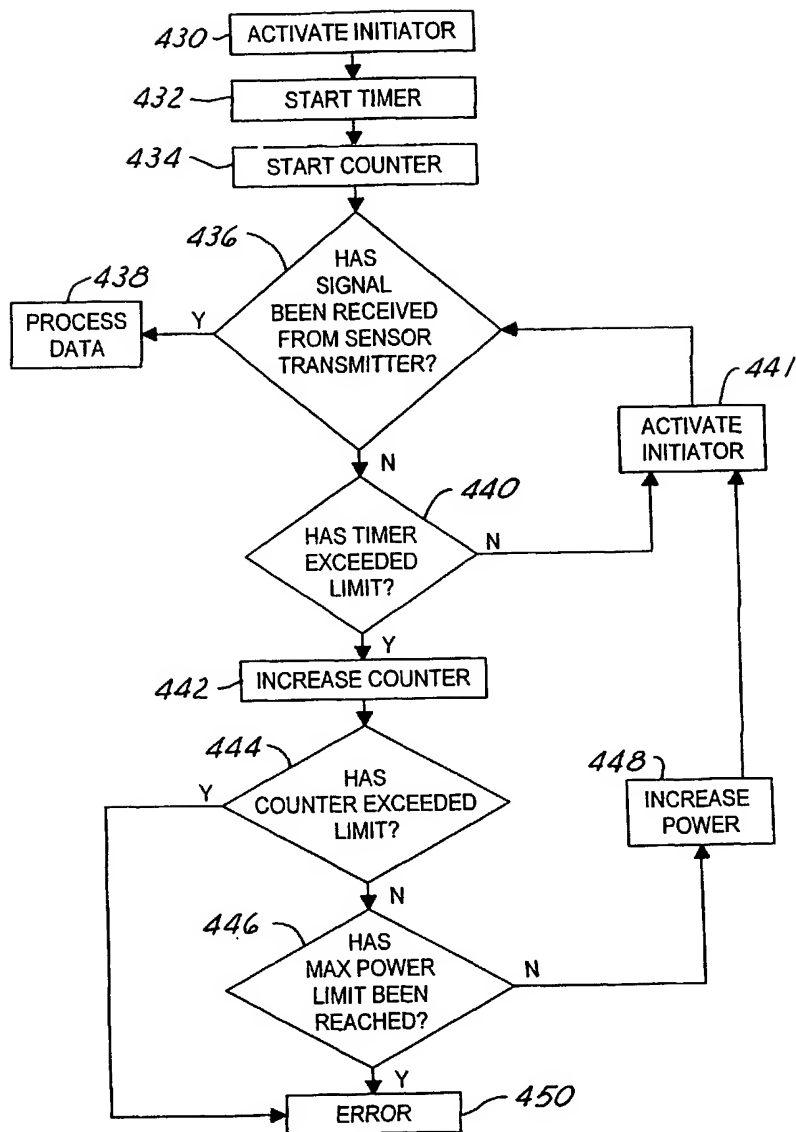 430
ACTIVATE INITIATOR
432
START TIMER
434
START COUNTER
436
HAS
SIGNAL
BEEN RECEIVED
FROM SENSOR
TRANSMITTER?
Y
438
PROCESS
DATA
441
ACTIVATE
INITIATOR
N
440
HAS TIMER
EXCEEDED
LIMIT?
N
Y
442
INCREASE COUNTER
444
HAS
COUNTER EXCEEDED
LIMIT?
Y
448
INCREASE
POWER
N
446
HAS
MAX POWER
LIMIT BEEN
REACHED?
N
Y
ERROR
450